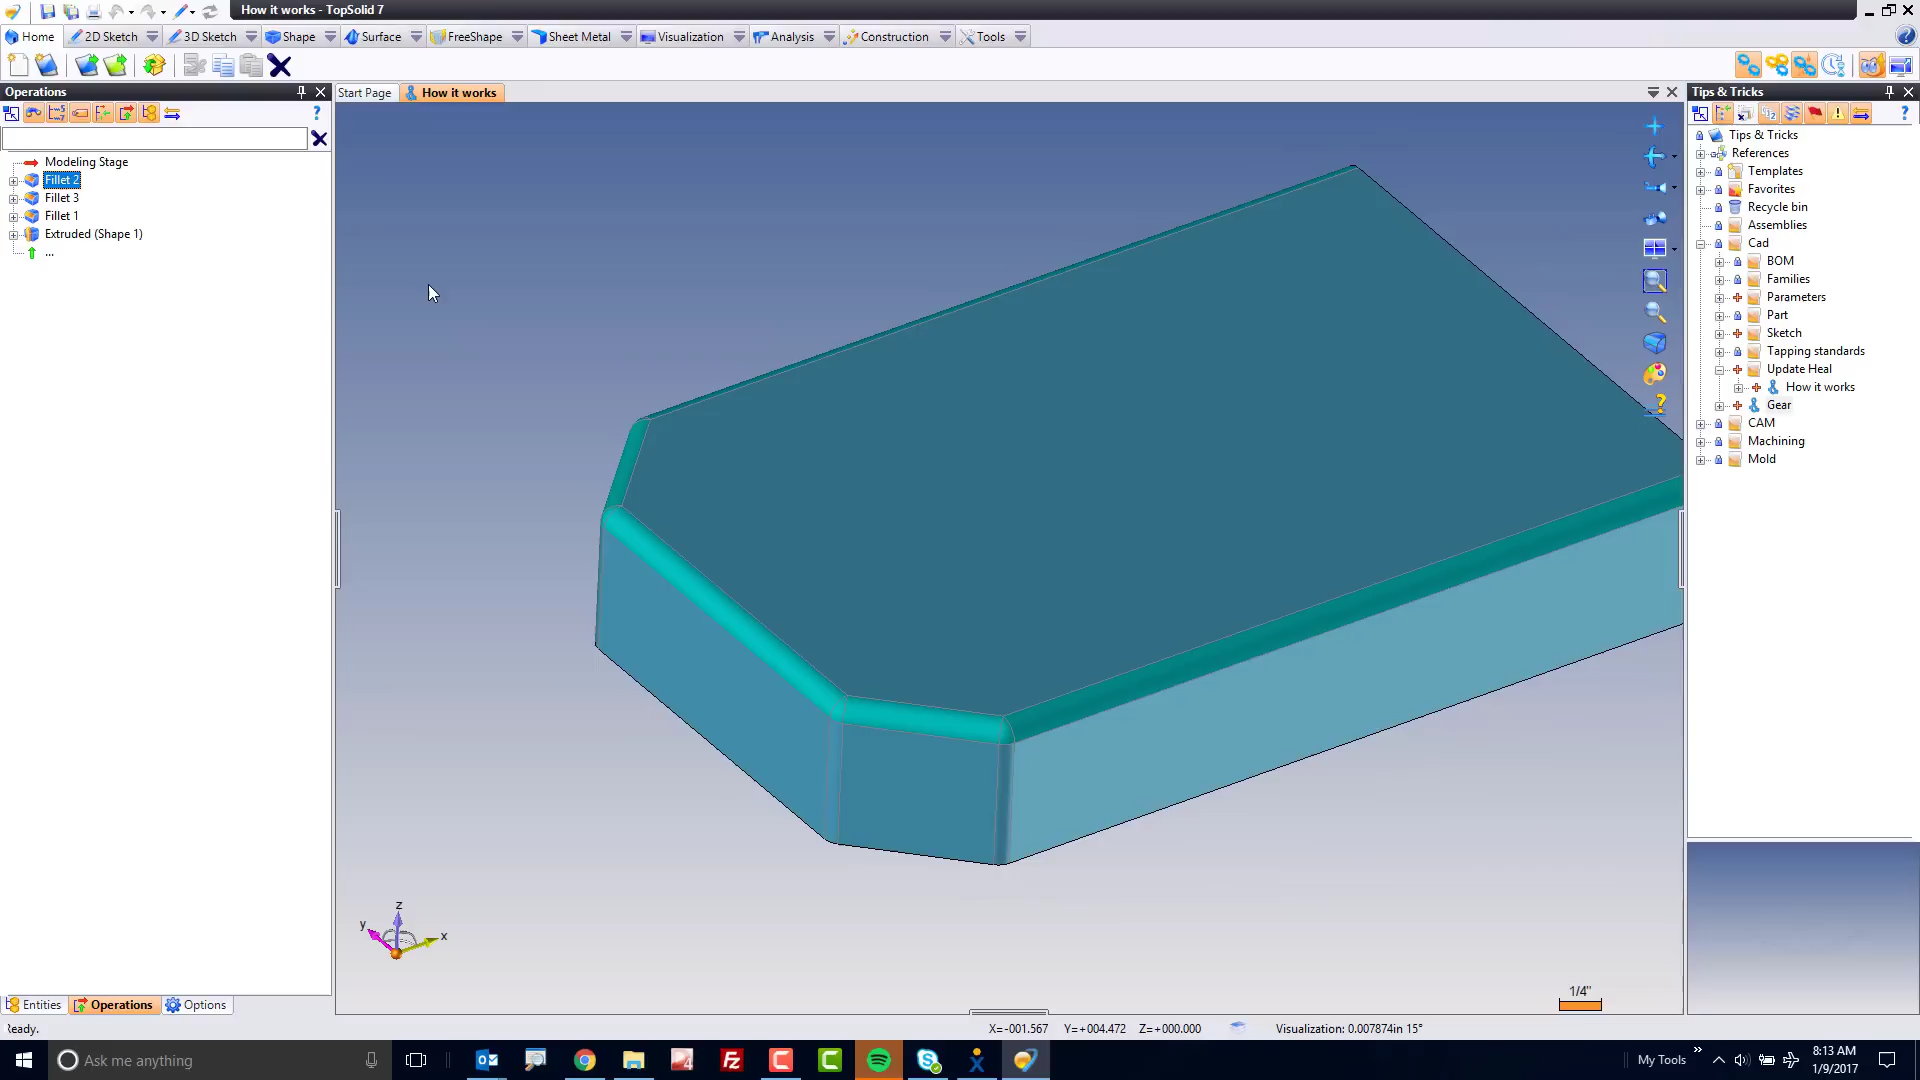 How it works - TopSolid 7
Home
2D Sketch
3D Sketch
Shape
Surface
FreeShape
Sheet Metal
Visualization
Analysis
Construction
Tools
Operations
Start Page
How it works
Tips & Tricks
Modeling Stage
Fillet 2
Fillet 3
Fillet 1
Extruded (Shape 1)
...
Tips & Tricks
References
Templates
Favorites
Recycle bin
Assemblies
Cad
BOM
Families
Parameters
Part
Sketch
Tapping standards
Update Heal
How it works
Gear
CAM
Machining
Mold
z
y
x
1/4"
Entities
Operations
Options
Ready.
X=-001.567
Y=+004.472
Z=+000.000
Visualization: 0.007874in 15°
Ask me anything
My Tools
8:13 AM
1/9/2017